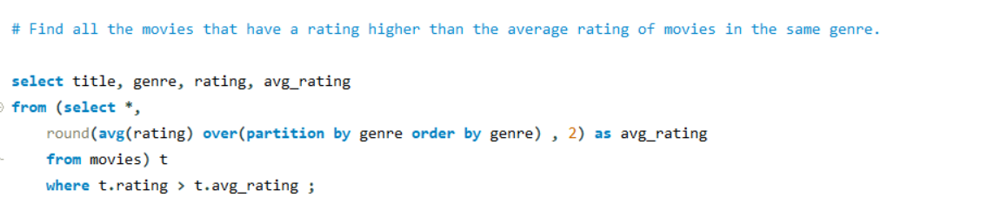 # Find all the movies that have a rating higher than the average rating of movies in the same genre.
select title, genre, rating, avg_rating
from (select *,
round(avg(rating) over(partition by genre order by genre) , 2) as avg_rating
from movies) t
where t.rating > t.avg_rating ;